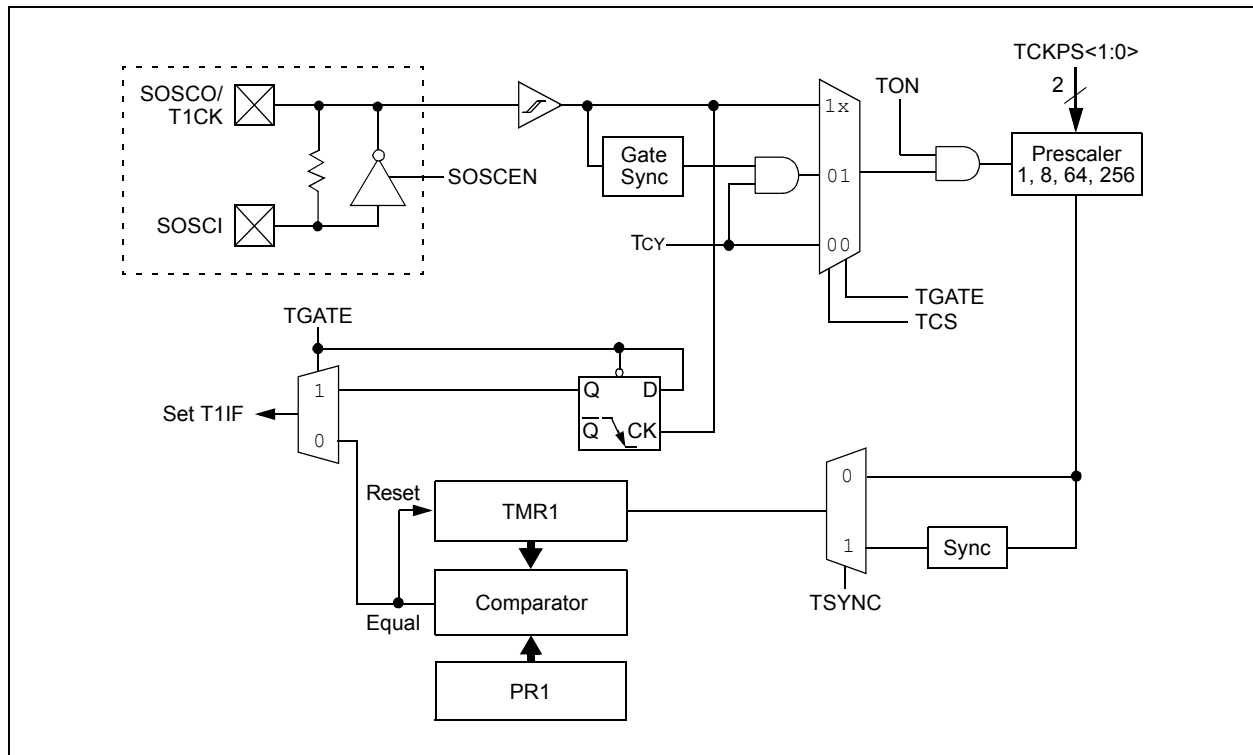 TCKPS<1:0>
2
TON
SOSCO/
T1CK
1x
Gate
Sync
Prescaler
1, 8, 64, 256
SOSCEN
01
SOSCI
TCY
00
TGATE
TCS
TGATE
1
Q
D
Set T1IF
0
Q
CK
Reset
TMR1
0
1
Sync
TSYNC
Equal
Comparator
PR1